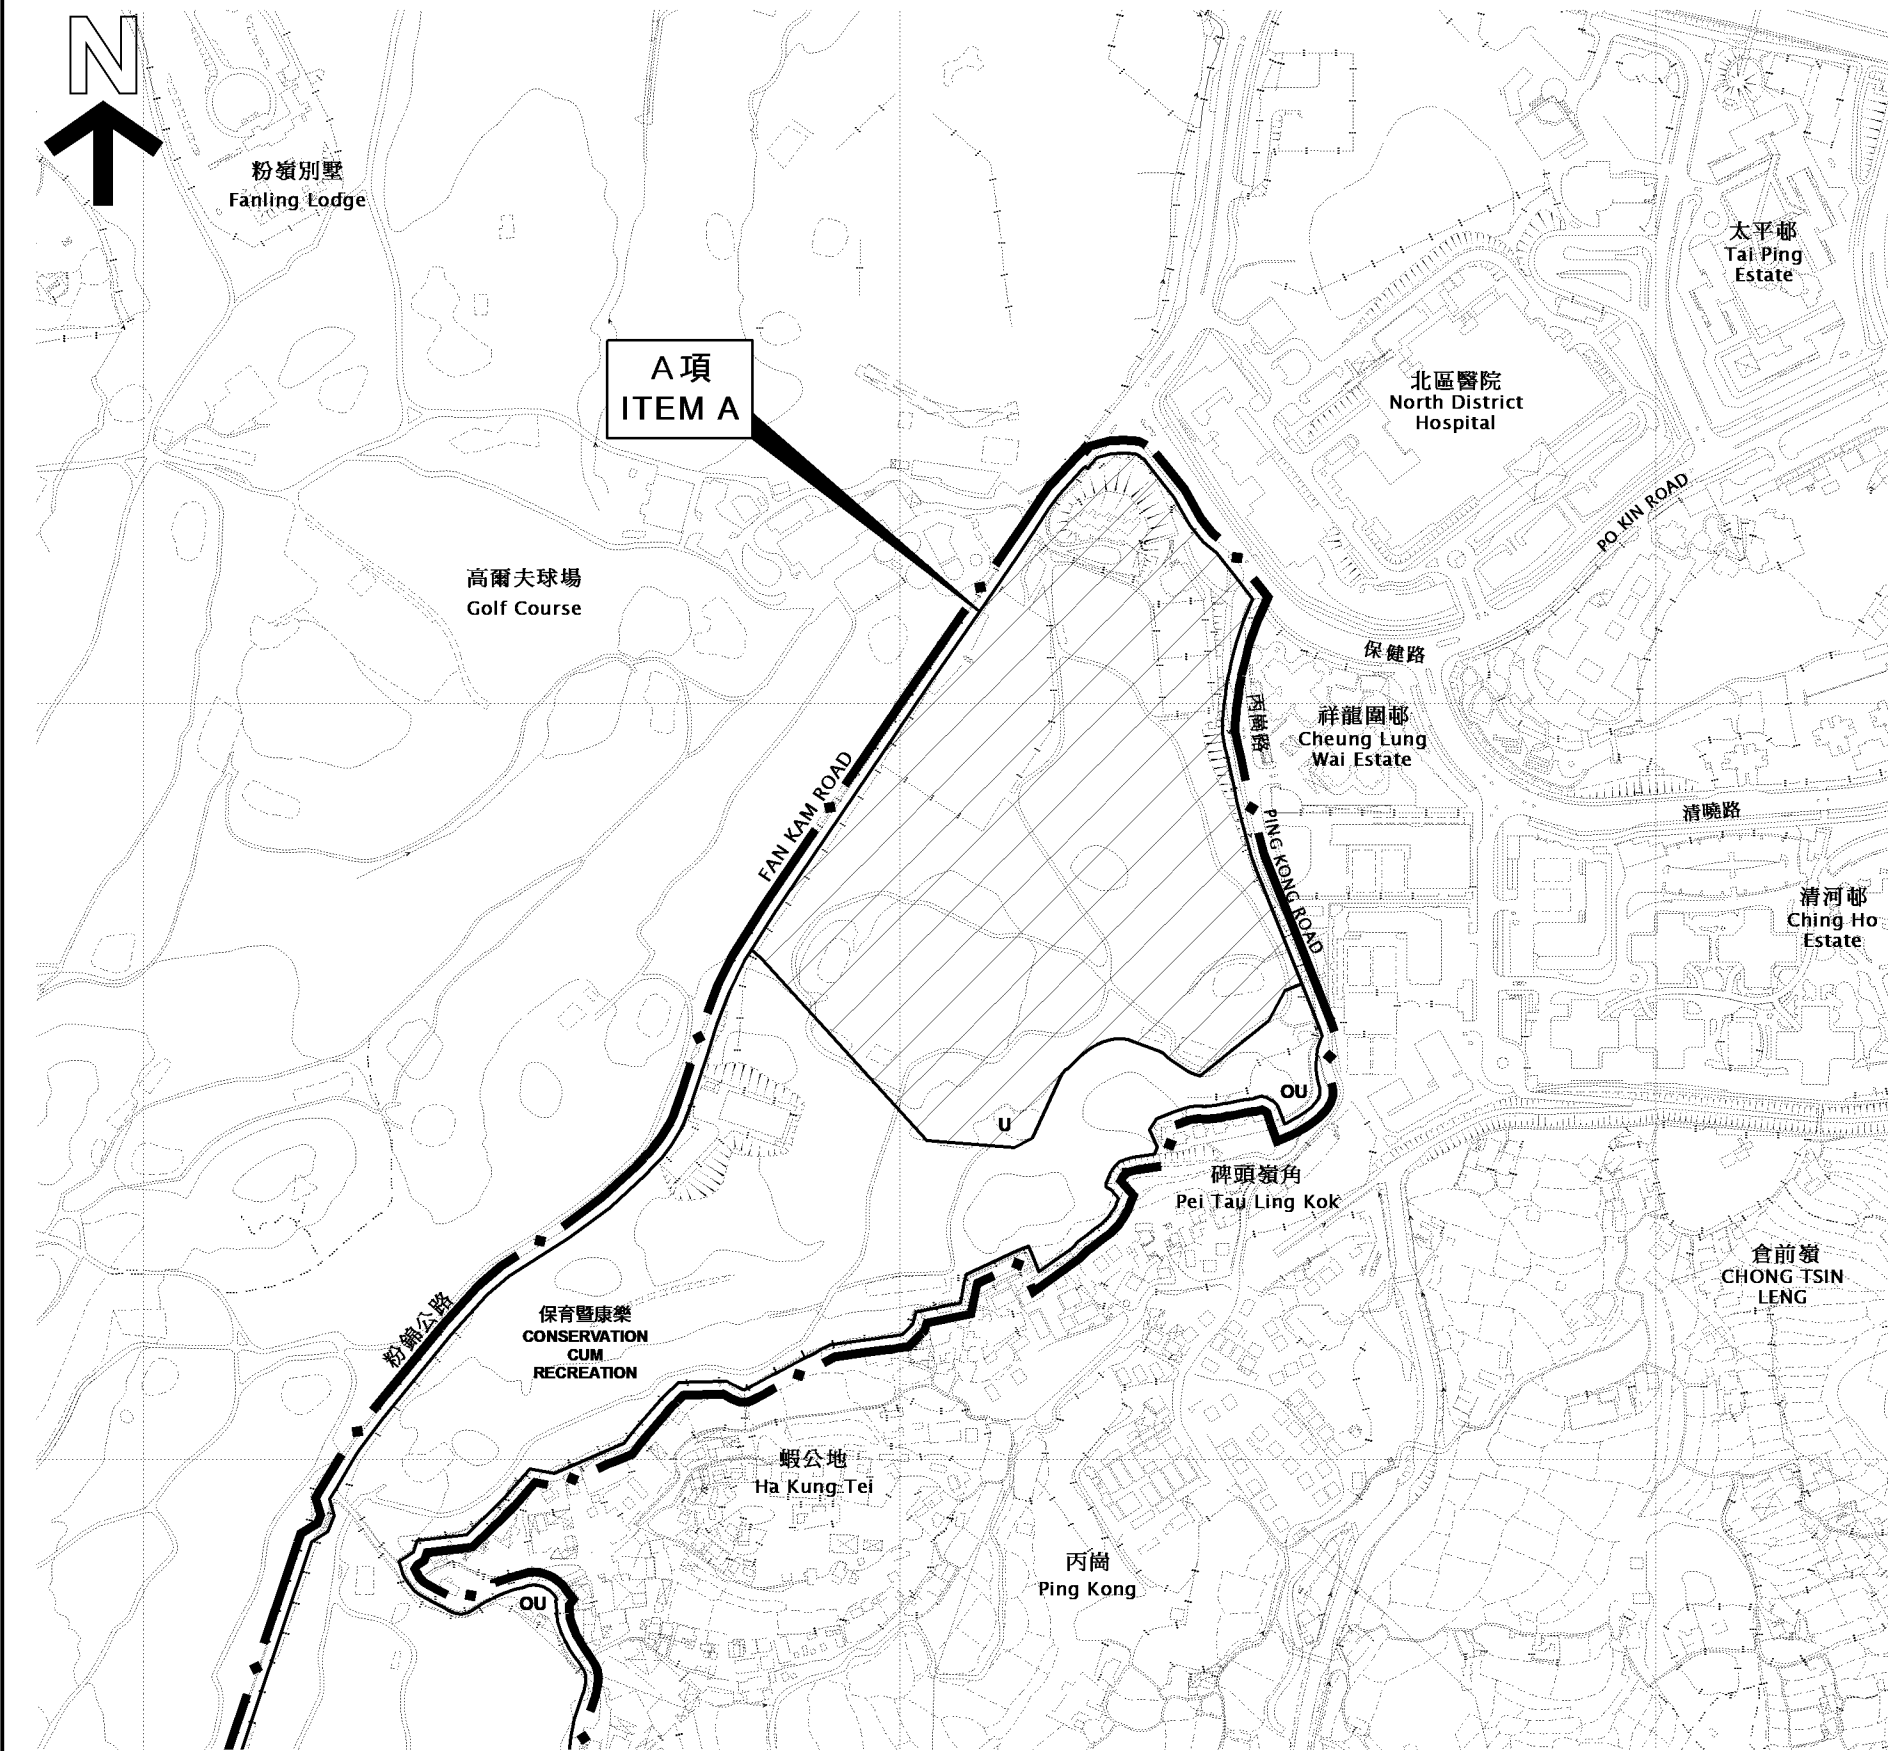 N
粉嶺別墅
Fanling Lodge
太平邨
Tai Ping
Estate
A項
ITEM A
北區醫院
North District
Hospital
PO KIN ROAD
高爾夫球場
Golf Course
保健路
丙崗路
祥龍圍邨
Cheung Lung
Wai Estate
FAN KAM ROAD
PING KONG ROAD
清曉路
清河邨
Ching Ho
Estate
OU
U
碑頭嶺角
Pei Tau Ling Kok
倉前嶺
CHONG TSIN
LENG
粉錦公路
保育暨康樂
CONSERVATION
CUM
RECREATION
蝦公地
Ha Kung Tei
丙崗
Ping Kong
OU